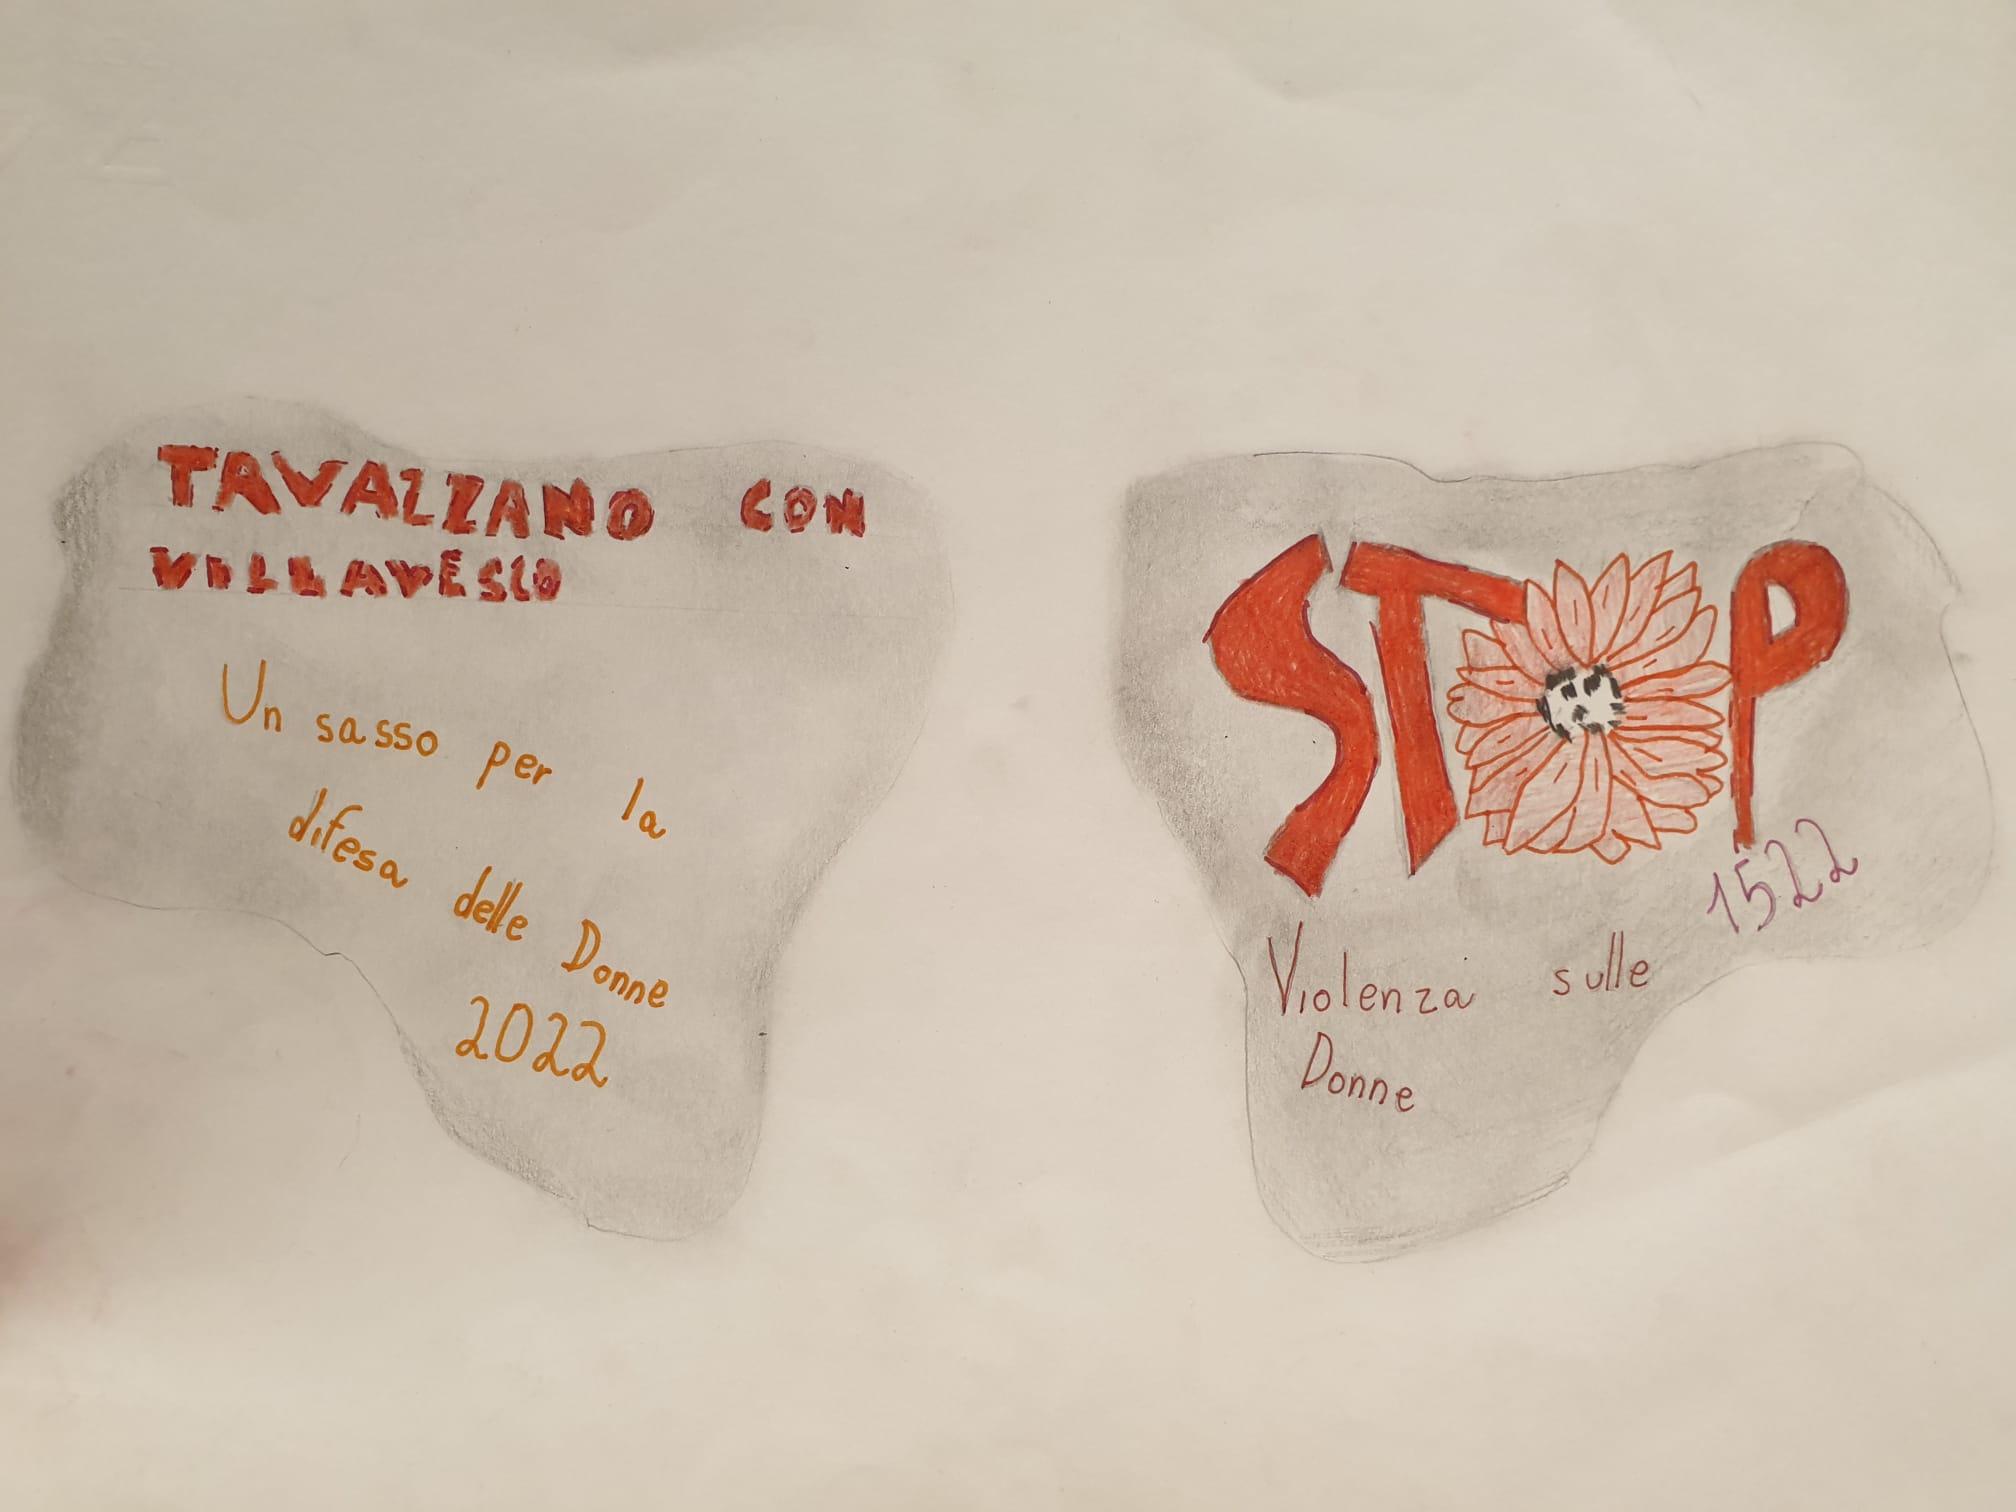 TAVAZZANO CON
VILLAVESCO
Un sasso per la
difesa delle Donne
2022
STOP
1522
Violenza sulle
Donne